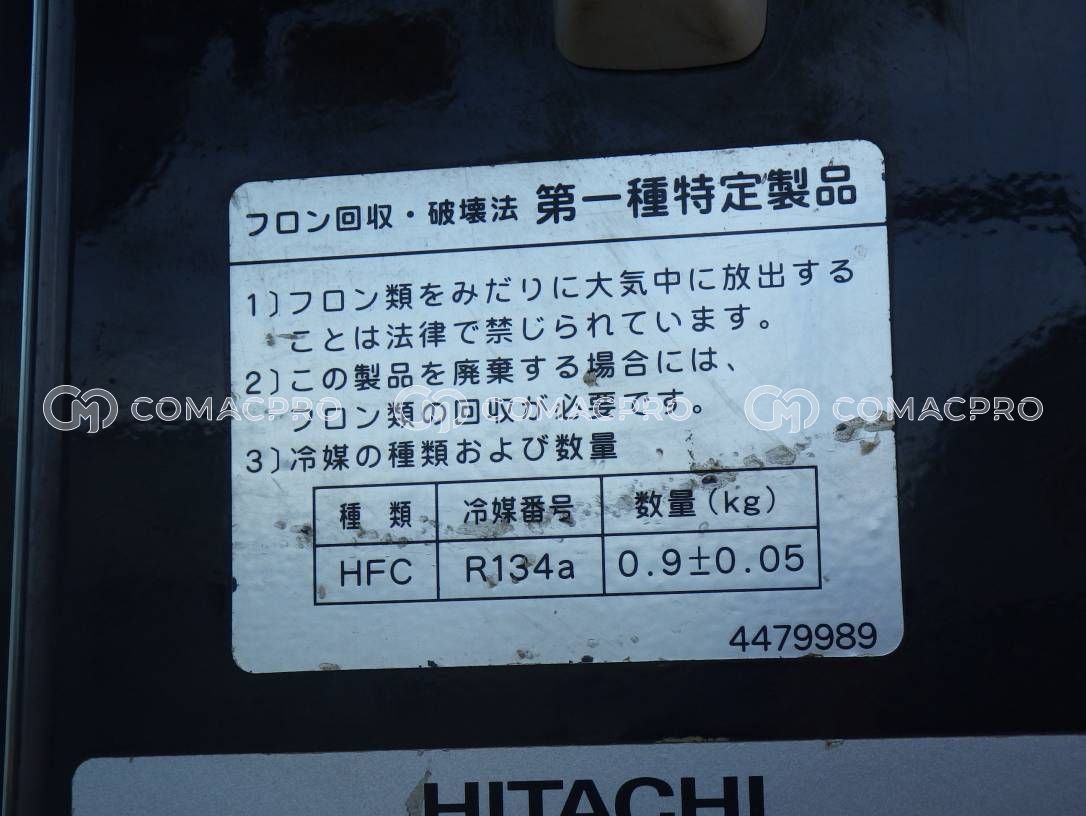 フロン回収・破壊法 第一種特定製品
1)フロン類をみだりに大気中に放出する
ことは法律で禁じられています。
2)この製品を廃棄する場合には、
フロン類の回収が必要です。
COMACPRO COMACPRO COMACPRO
3)冷媒の種類および数量
種類 冷媒番号 数量(kg)
HFC R134a 0.9±0.05
4479989
HITACHI